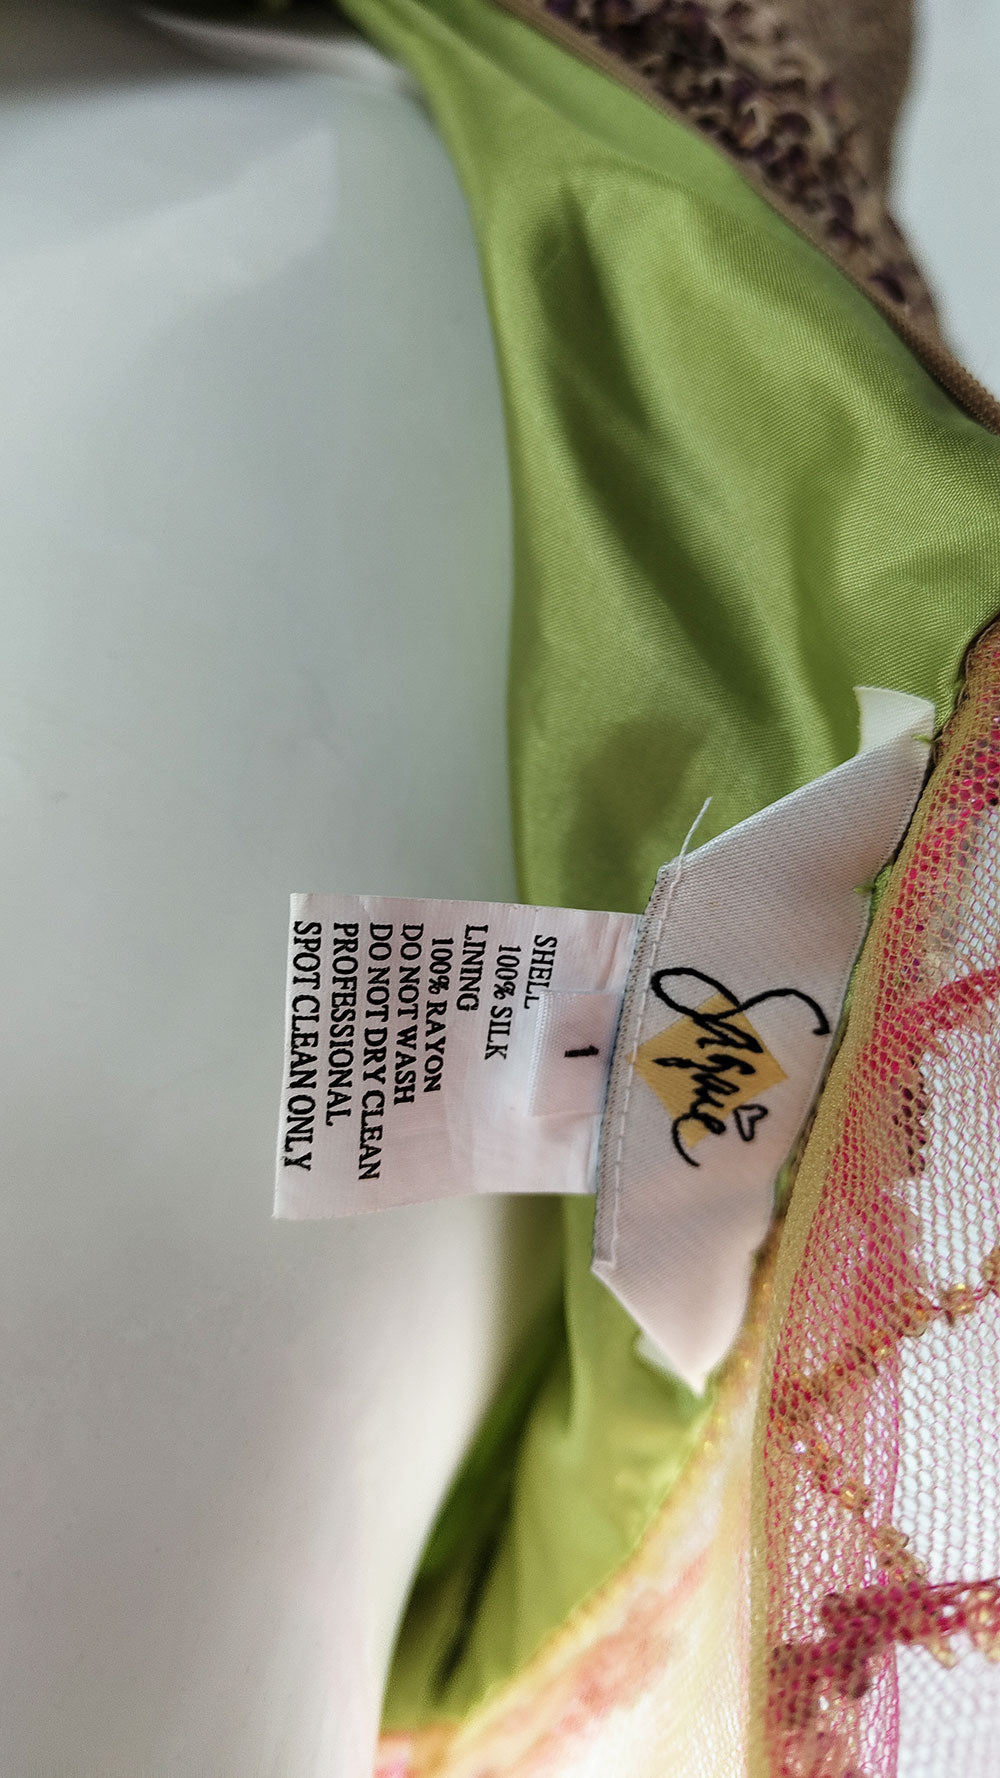 1
SHELL
100% SILK
LINING
100% RAYON
DO NOT WASH
DO NOT DRY CLEAN
PROFESSIONAL
SPOT CLEAN ONLY